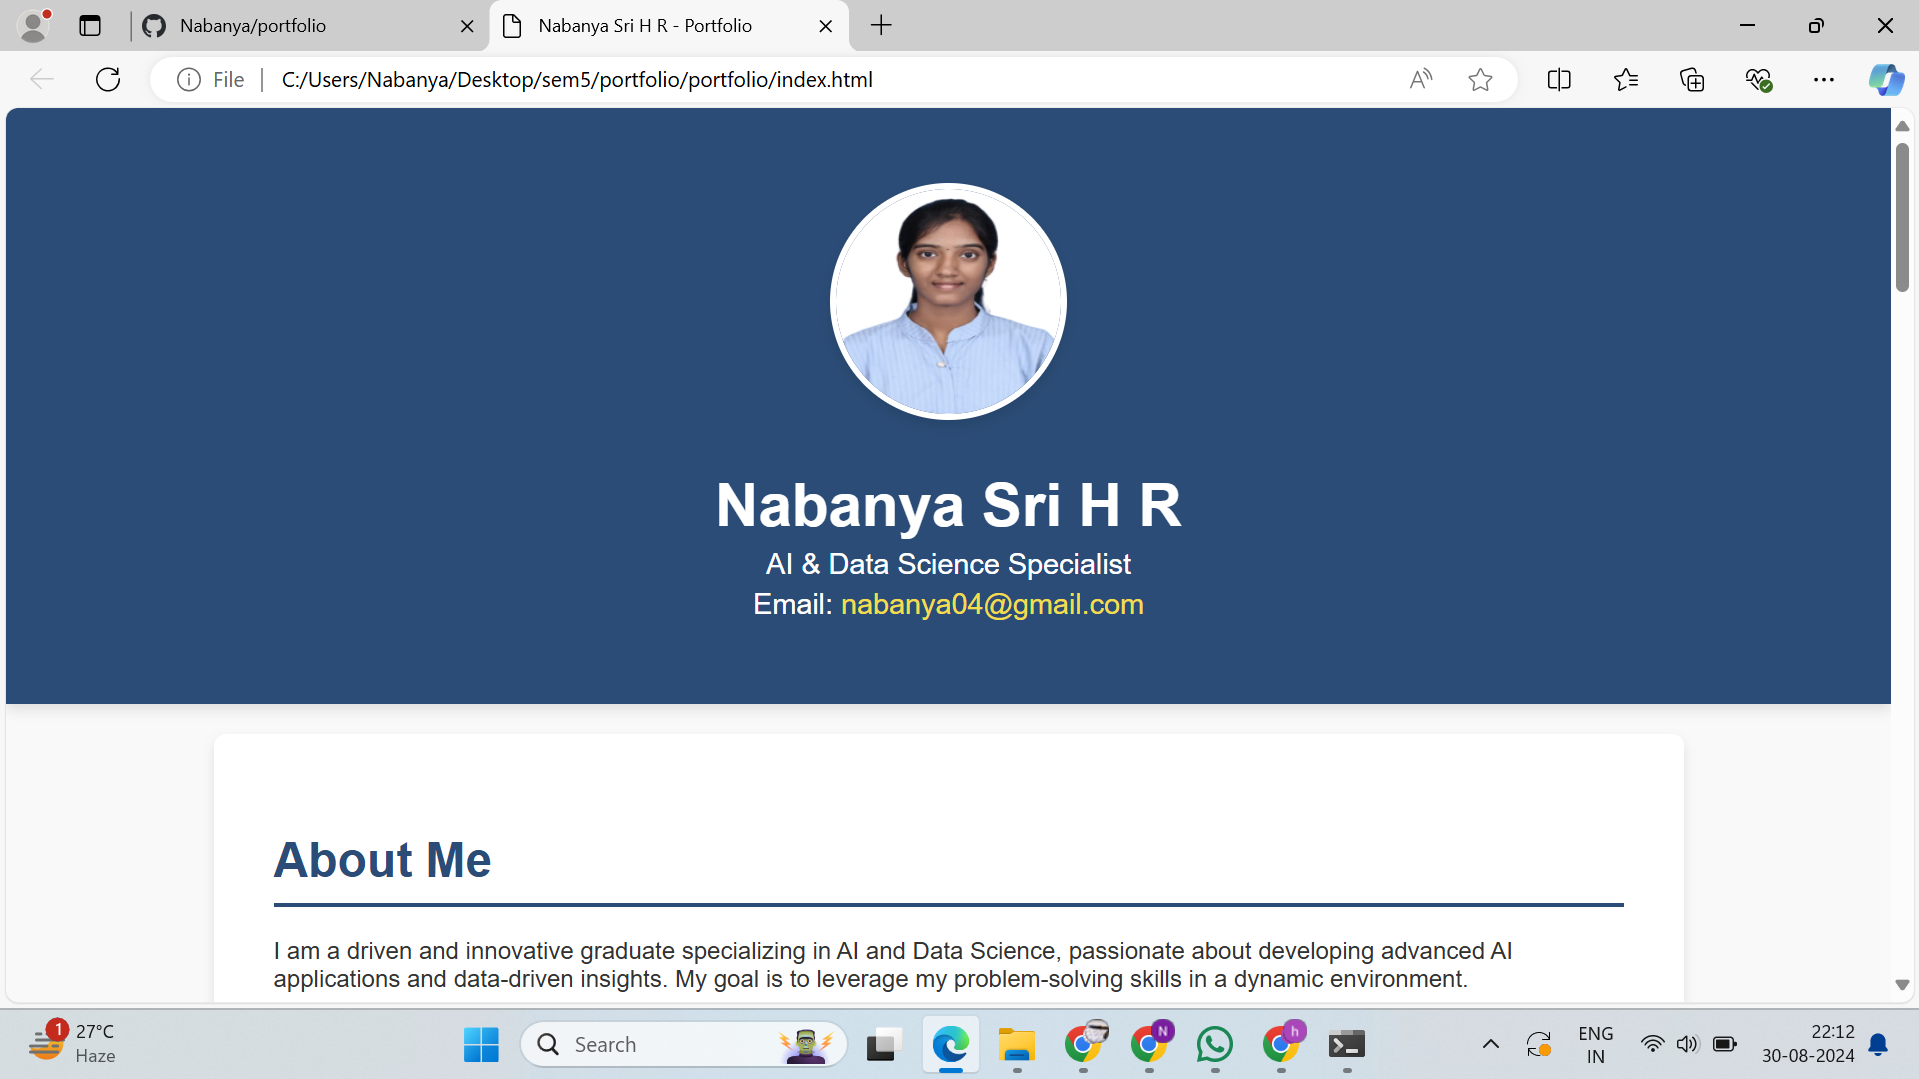 Nabanya/portfolio
Nabanya Sri H R - Portfolio
File
C:/Users/Nabanya/Desktop/sem5/portfolio/portfolio/index.html
Nabanya Sri H R
AI & Data Science Specialist
Email: nabanya04@gmail.com
About Me
I am a driven and innovative graduate specializing in AI and Data Science, passionate about developing advanced AI
applications and data-driven insights. My goal is to leverage my problem-solving skills in a dynamic environment.
1
27°C
Haze
Search
N
h
ENG
IN
22:12
30-08-2024